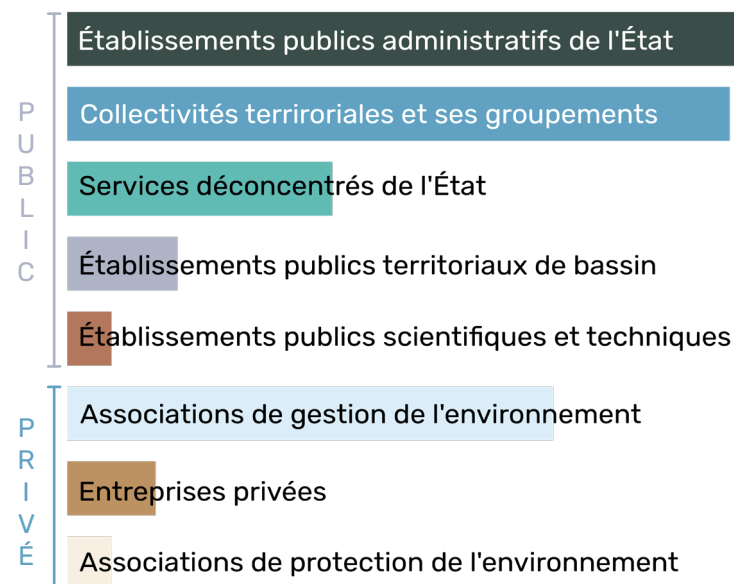 PUBLIC
Établissements publics administratifs de l'État
Collectivités terriroriales et ses groupements
Services déconcentrés de l'État
Établissements publics territoriaux de bassin
Établissements publics scientifiques et techniques
PRIVÉ
Associations de gestion de l'environnement
Entreprises privées
Associations de protection de l'environnement